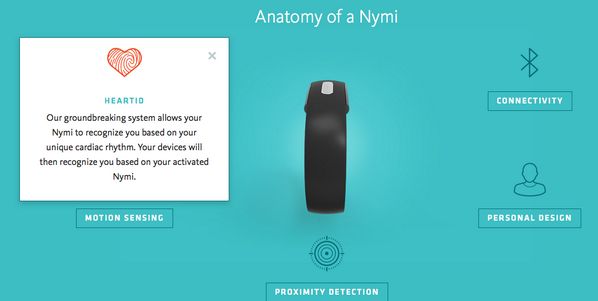 Anatomy of a Nymi
HEARTID
Our groundbreaking system allows your
Nymi to recognize you based on your
unique cardiac rhythm. Your devices will
then recognize you based on your activated
Nymi.
CONNECTIVITY
MOTION SENSING
PERSONAL DESIGN
PROXIMITY DETECTION